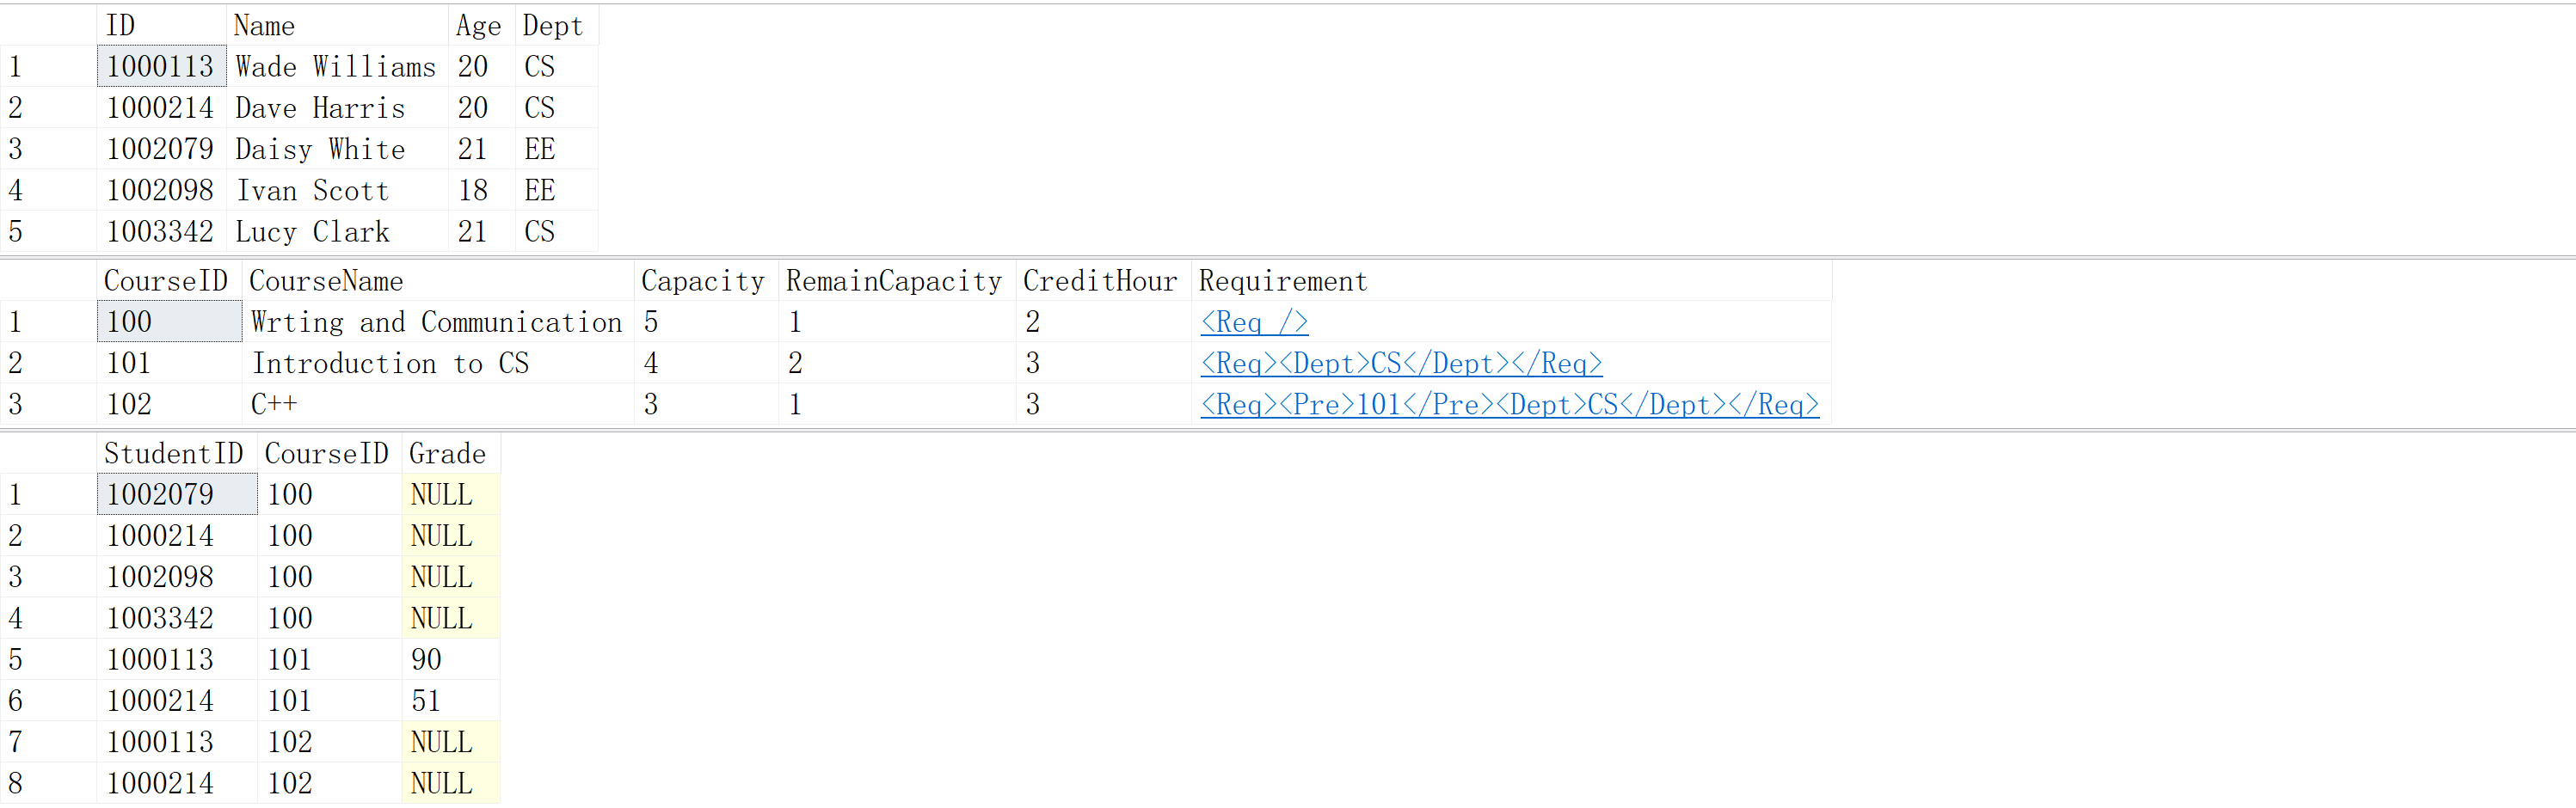 ID Name Age Dept
1 1000113 Wade Williams 20 CS
2 1000214 Dave Harris 20 CS
3 1002079 Daisy White 21 EE
4 1002098 Ivan Scott 18 EE
5 1003342 Lucy Clark 21 CS
CourseID CourseName Capacity RemainCapacity CreditHour Requirement
1 100 Wrting and Communication 5 1 2 <Req />
2 101 Introduction to CS 4 2 3 <Req><Dept>CS</Dept></Req>
3 102 C++ 3 1 3 <Req><Pre>101</Pre><Dept>CS</Dept></Req>
StudentID CourseID Grade
1 1002079 100 NULL
2 1000214 100 NULL
3 1002098 100 NULL
4 1003342 100 NULL
5 1000113 101 90
6 1000214 101 51
7 1000113 102 NULL
8 1000214 102 NULL